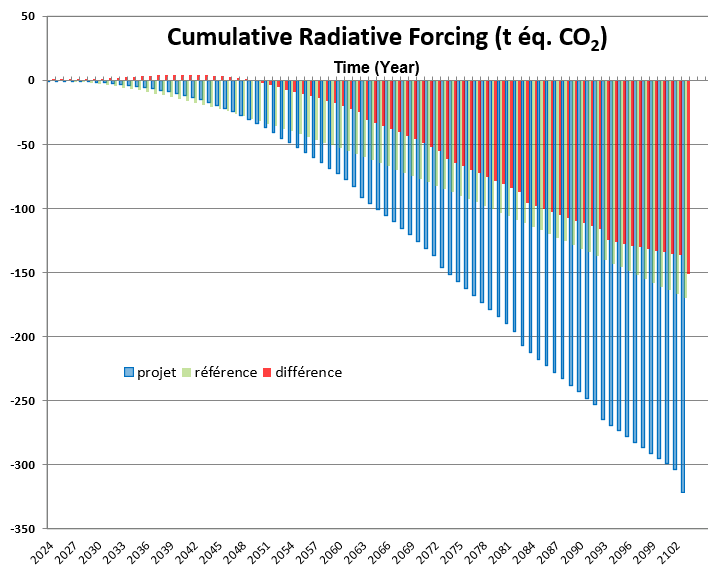 Cumulative Radiative Forcing (t éq. CO₂)
Time (Year)
50
0
-50
-100
-150
-200
-250
-300
-350
projet référence différence
2024 2027 2030 2033 2036 2039 2042 2045 2048 2051 2054 2057 2060 2063 2066 2069 2072 2075 2078 2081 2084 2087 2090 2093 2096 2099 2102